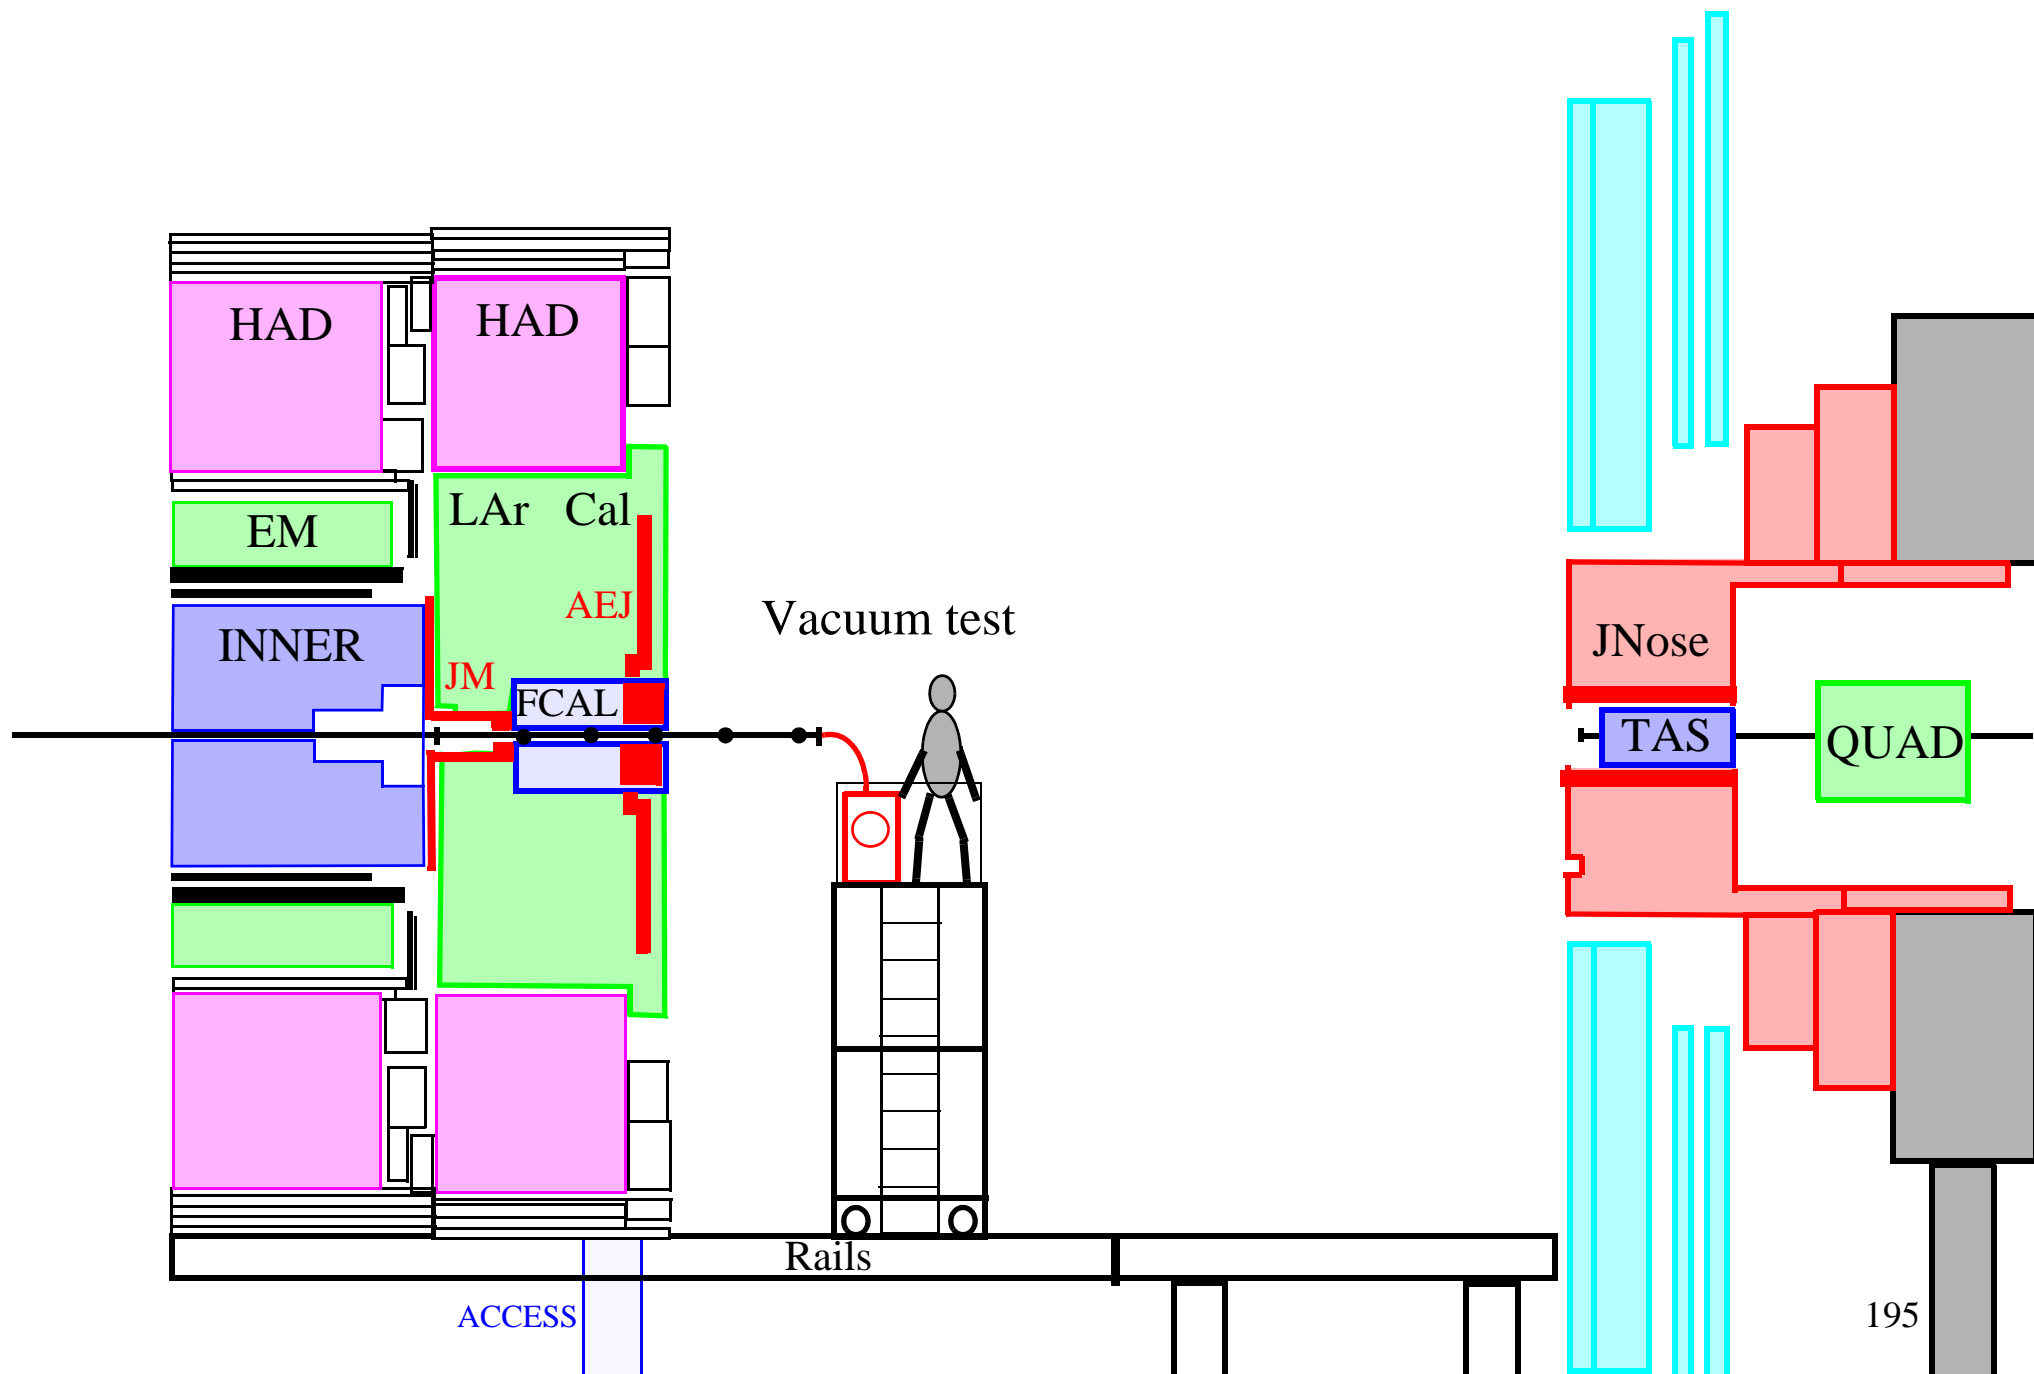 HAD
HAD
LAr Cal
EM
AEJ
Vacuum test
INNER
JNose
JM
FCAL
TAS
QUAD
Rails
ACCESS
195